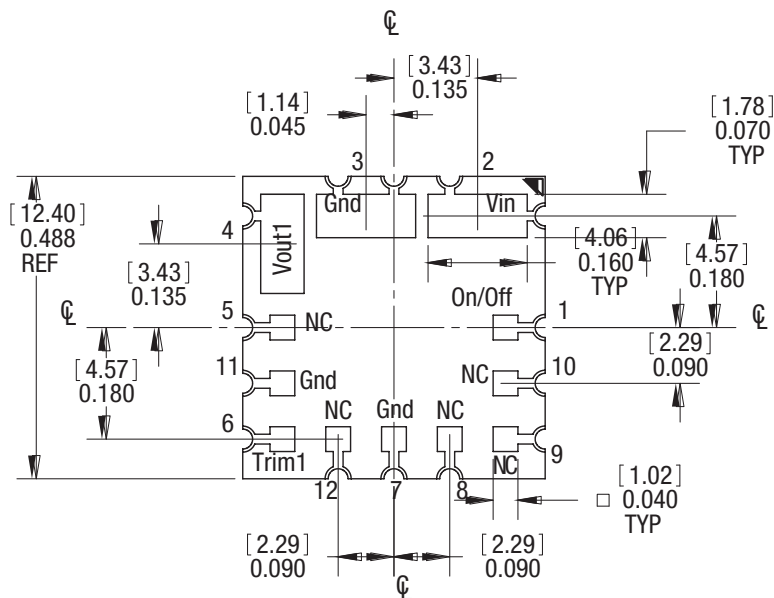 ℄
[3.43]
0.135
[1.14]
0.045
[1.78]
0.070
TYP
3
2
[12.40]
0.488
REF
4
Vout1
Gnd
Vin
[3.43]
0.135
[4.06]
0.160
TYP
[4.57]
0.180
On/Off
℄
5
NC
1
℄
[4.57]
0.180
11
Gnd
NC
10
[2.29]
0.090
6
Trim1
NC
Gnd
NC
NC
9
12
7
8
[1.02]
□ 0.040
TYP
[2.29]
0.090
[2.29]
0.090
℄